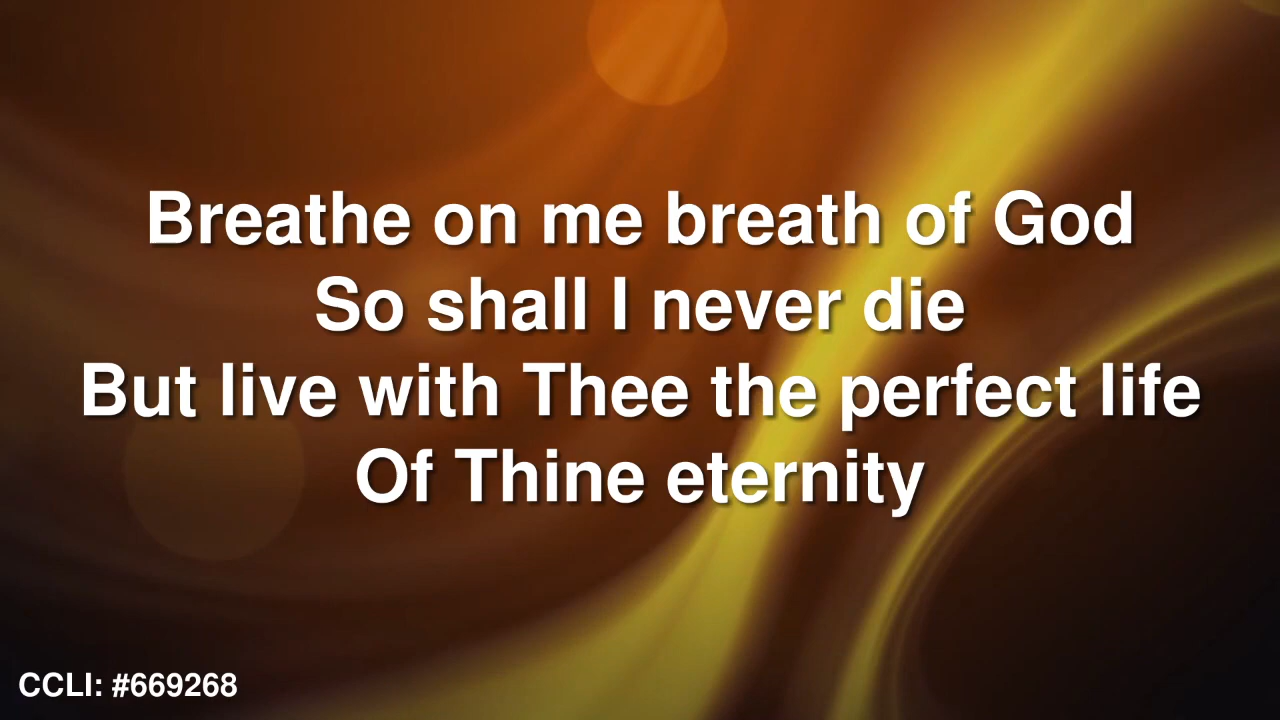 Breathe on me breath of God
So shall I never die
But live with Thee the perfect life
Of Thine eternity
CCLI: #669268